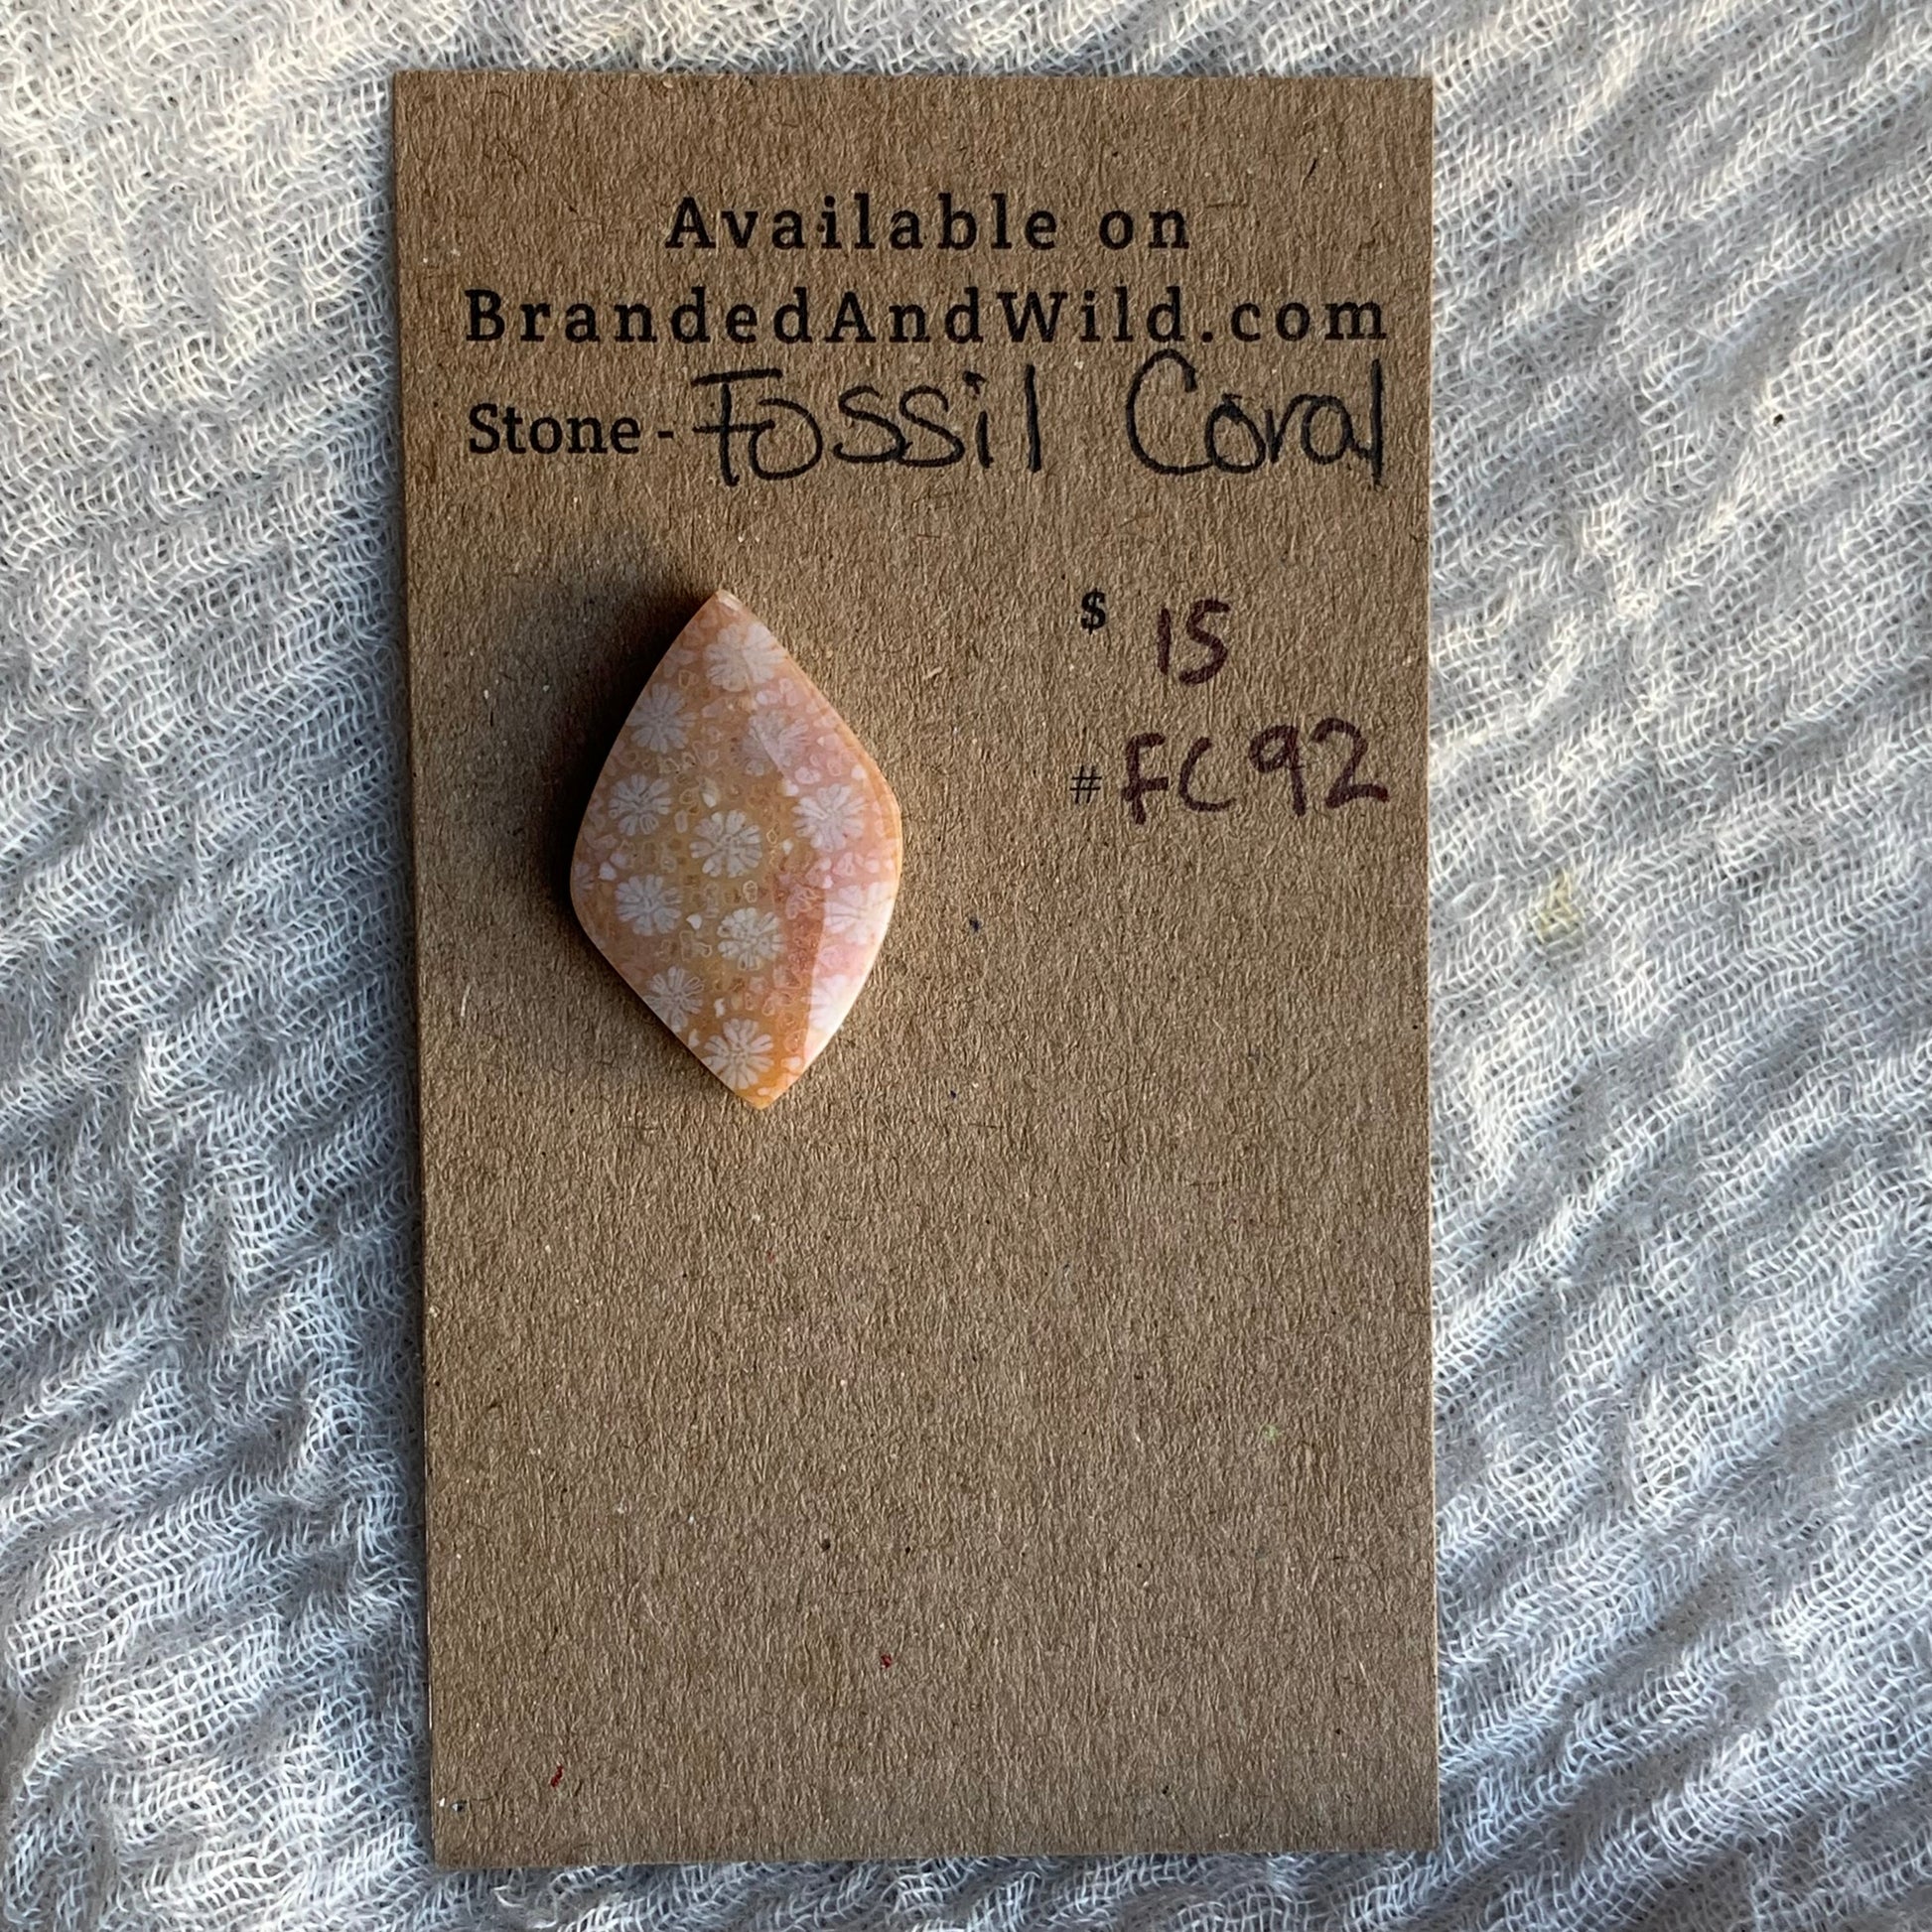 Available on
BrandedAndWild.com
Stone - Fossil Coral
$ 15
# FC92